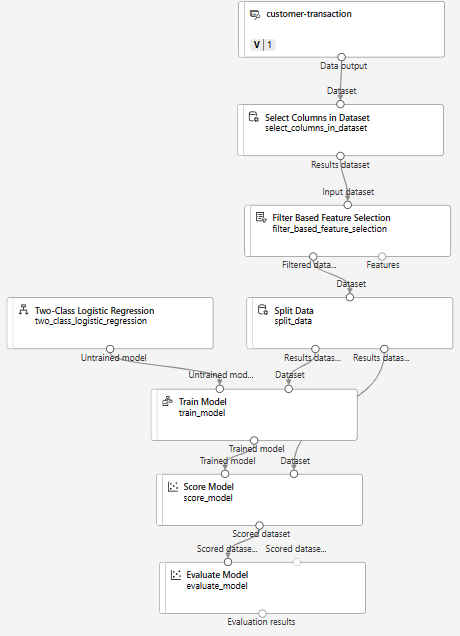 customer-transaction
V | 1
Data output
Dataset
Select Columns in Dataset
select_columns_in_dataset
Results dataset
Input dataset
Filter Based Feature Selection
filter_based_feature_selection
Filtered data... Features
Dataset
Two-Class Logistic Regression
two_class_logistic_regression
Split Data
split_data
Untrained model
Results datas... Results datas...
Untrained mod... Dataset
Train Model
train_model
Trained model
Trained model Dataset
Score Model
score_model
Scored dataset
Scored datase... Scored datase...
Evaluate Model
evaluate_model
Evaluation results